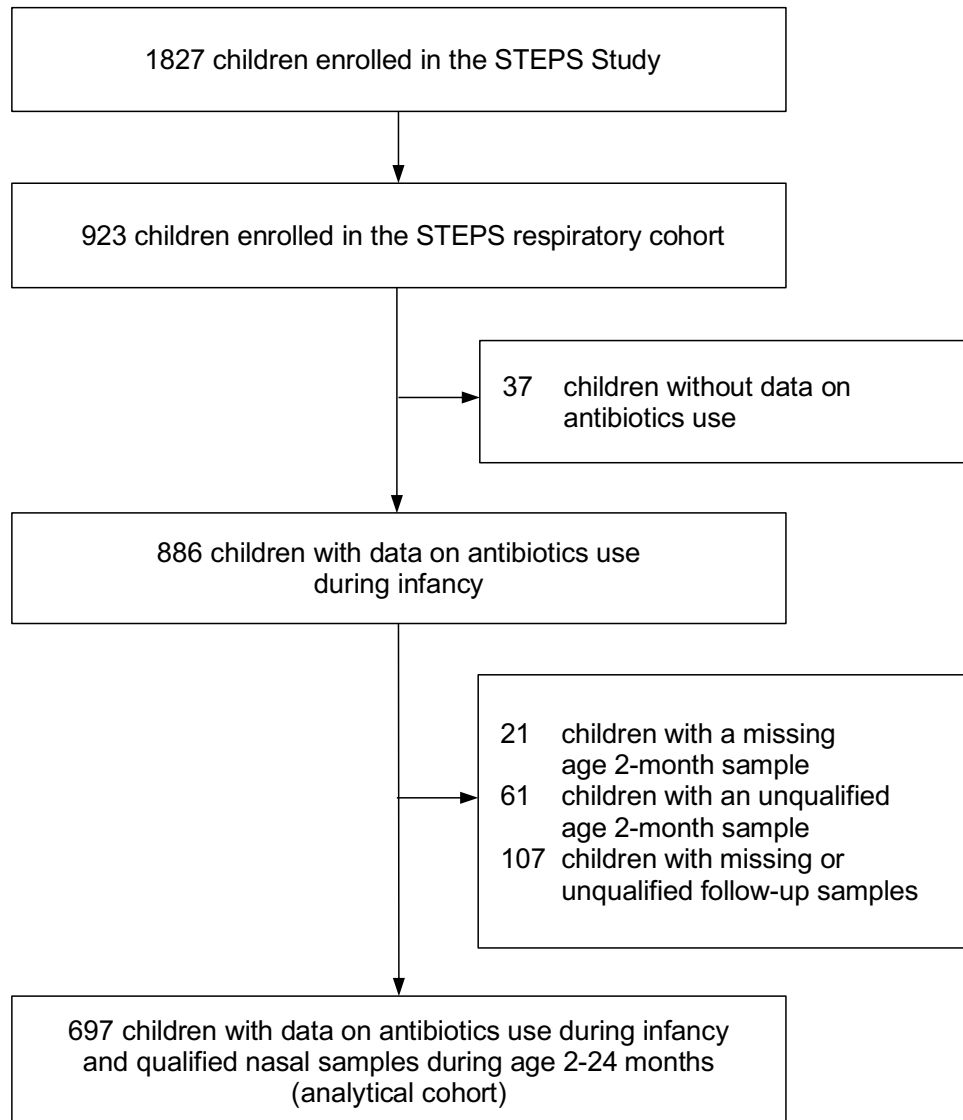 1827 children enrolled in the STEPS Study
923 children enrolled in the STEPS respiratory cohort
37 children without data on
antibiotics use
886 children with data on antibiotics use
during infancy
21 children with a missing
age 2-month sample
61 children with an unqualified
age 2-month sample
107 children with missing or
unqualified follow-up samples
697 children with data on antibiotics use during infancy
and qualified nasal samples during age 2-24 months
(analytical cohort)